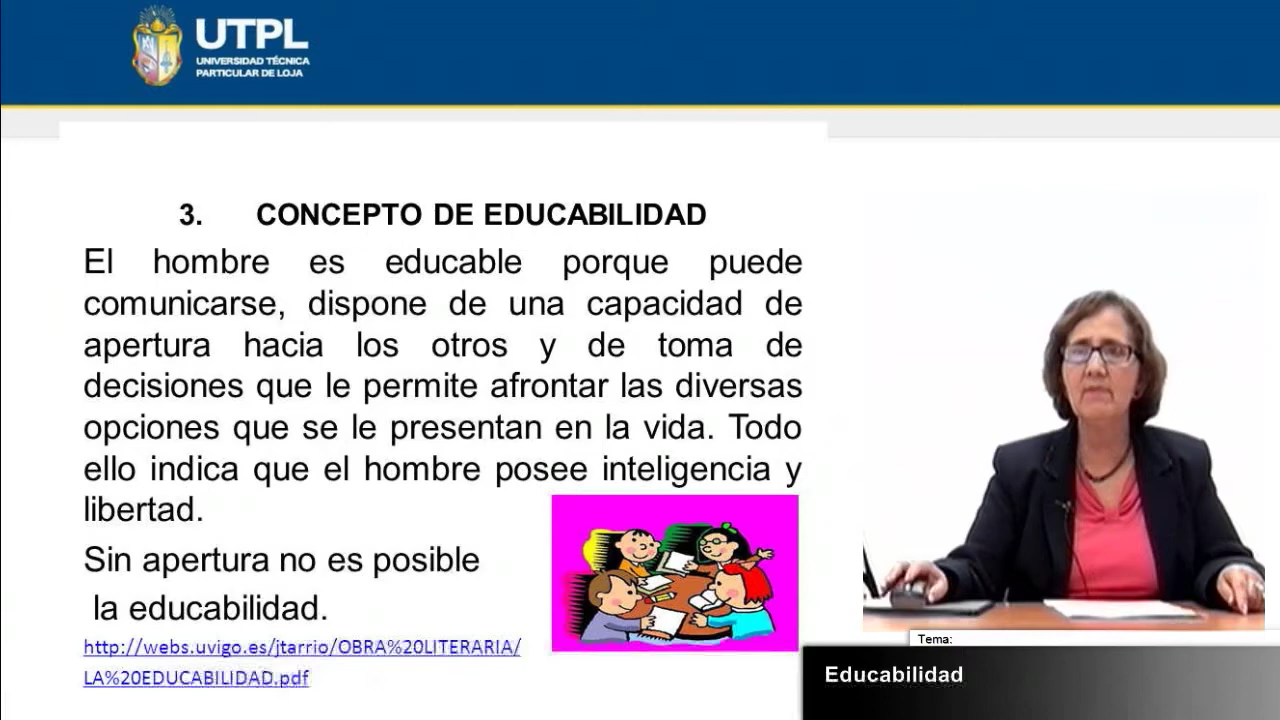 UTPL
UNIVERSIDAD TÉCNICA
PARTICULAR DE LOJA
3. CONCEPTO DE EDUCABILIDAD
El hombre es educable porque puede
comunicarse, dispone de una capacidad de
apertura hacia los otros y de toma de
decisiones que le permite afrontar las diversas
opciones que se le presentan en la vida. Todo
ello indica que el hombre posee inteligencia y
libertad.
Sin apertura no es posible
la educabilidad.
http://webs.uvigo.es/jtarrio/OBRA%20LITERARIA/
LA%20EDUCABILIDAD.pdf
Tema:
Educabilidad